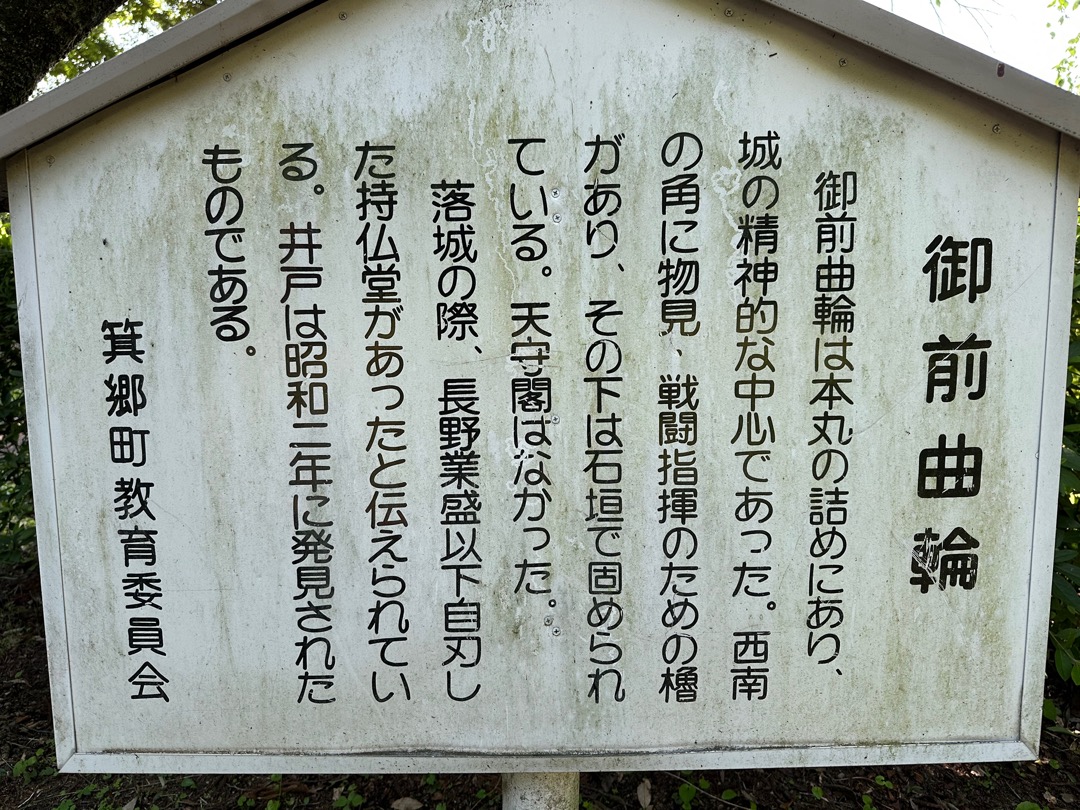 御前曲輪
御前曲輪は本丸の詰めにあり、
城の精神的な中心であった。西南
の角に物見、戦闘指揮のための櫓
があり、その下は石垣で固められ
ている。天守閣はなかった。
落城の際、長野業盛以下自刃し
た持仏堂があったと伝えられてい
る。井戸は昭和二年に発見された
ものである。
箕郷町教育委員会